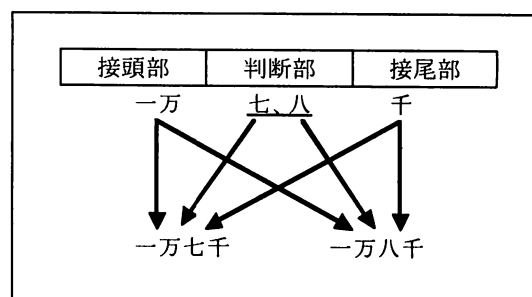 接頭部 判断部 接尾部
一万 七、八 千
一万七千 一万八千